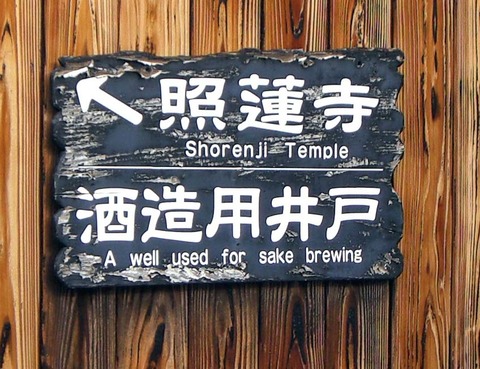 照蓮寺
Shorenji Temple
酒造用井戸
A well used for sake brewing